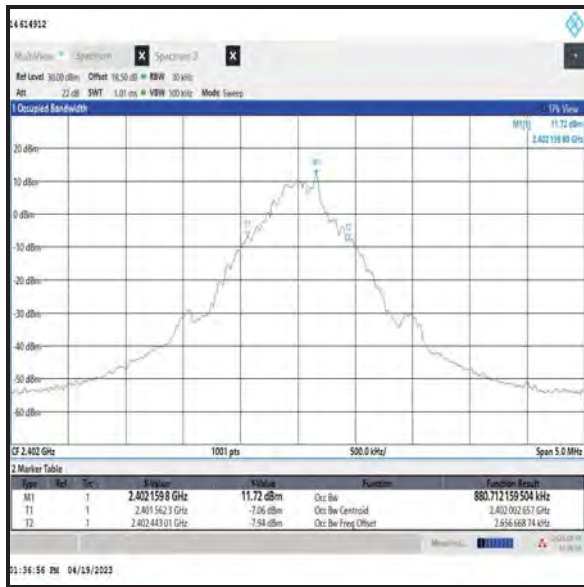 14 614912
MultiView Spectrum X Spectrum 2 X
Ref Level 30.00 dBm Offset 18.50 dB RBW 30 kHz
Att 22 dB SWT 1.01 ms VBW 100 kHz Mode Sweep
1 Occupied Bandwidth 1Pk View
M1[1] 11.72 dBm
2.402 159 80 GHz
M1
20 dBm
10 dBm
0 dBm
T1
T2
-10 dBm
-20 dBm
-30 dBm
-40 dBm
-50 dBm
-60 dBm
CF 2.402 GHz 1001 pts 500.0 kHz/ Span 5.0 MHz
2 Marker Table
Type Ref Trc X-Value Y-Value Function Function Result
M1 1 2.402 159 8 GHz 11.72 dBm Occ Bw 880.712 159 504 kHz
T1 1 2.401 562 3 GHz -7.06 dBm Occ Bw Centroid 2.402 002 657 GHz
T2 1 2.402 443 01 GHz -7.94 dBm Occ Bw Freq Offset 2.656 668 74 kHz
01:36:56 PM 04/19/2023